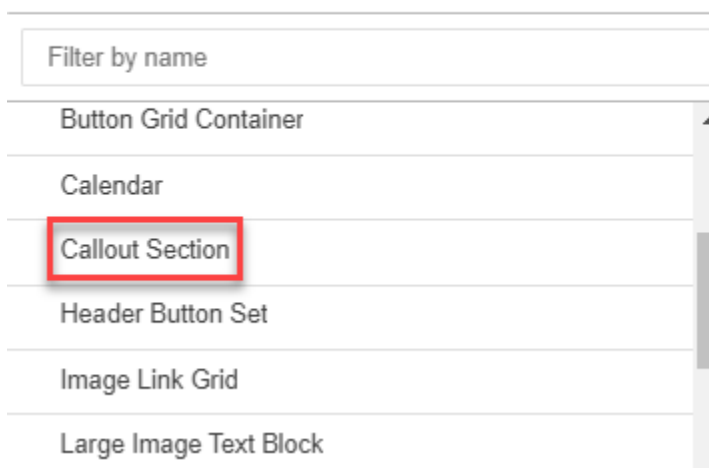 Filter by name
Button Grid Container
Calendar
Callout Section
Header Button Set
Image Link Grid
Large Image Text Block